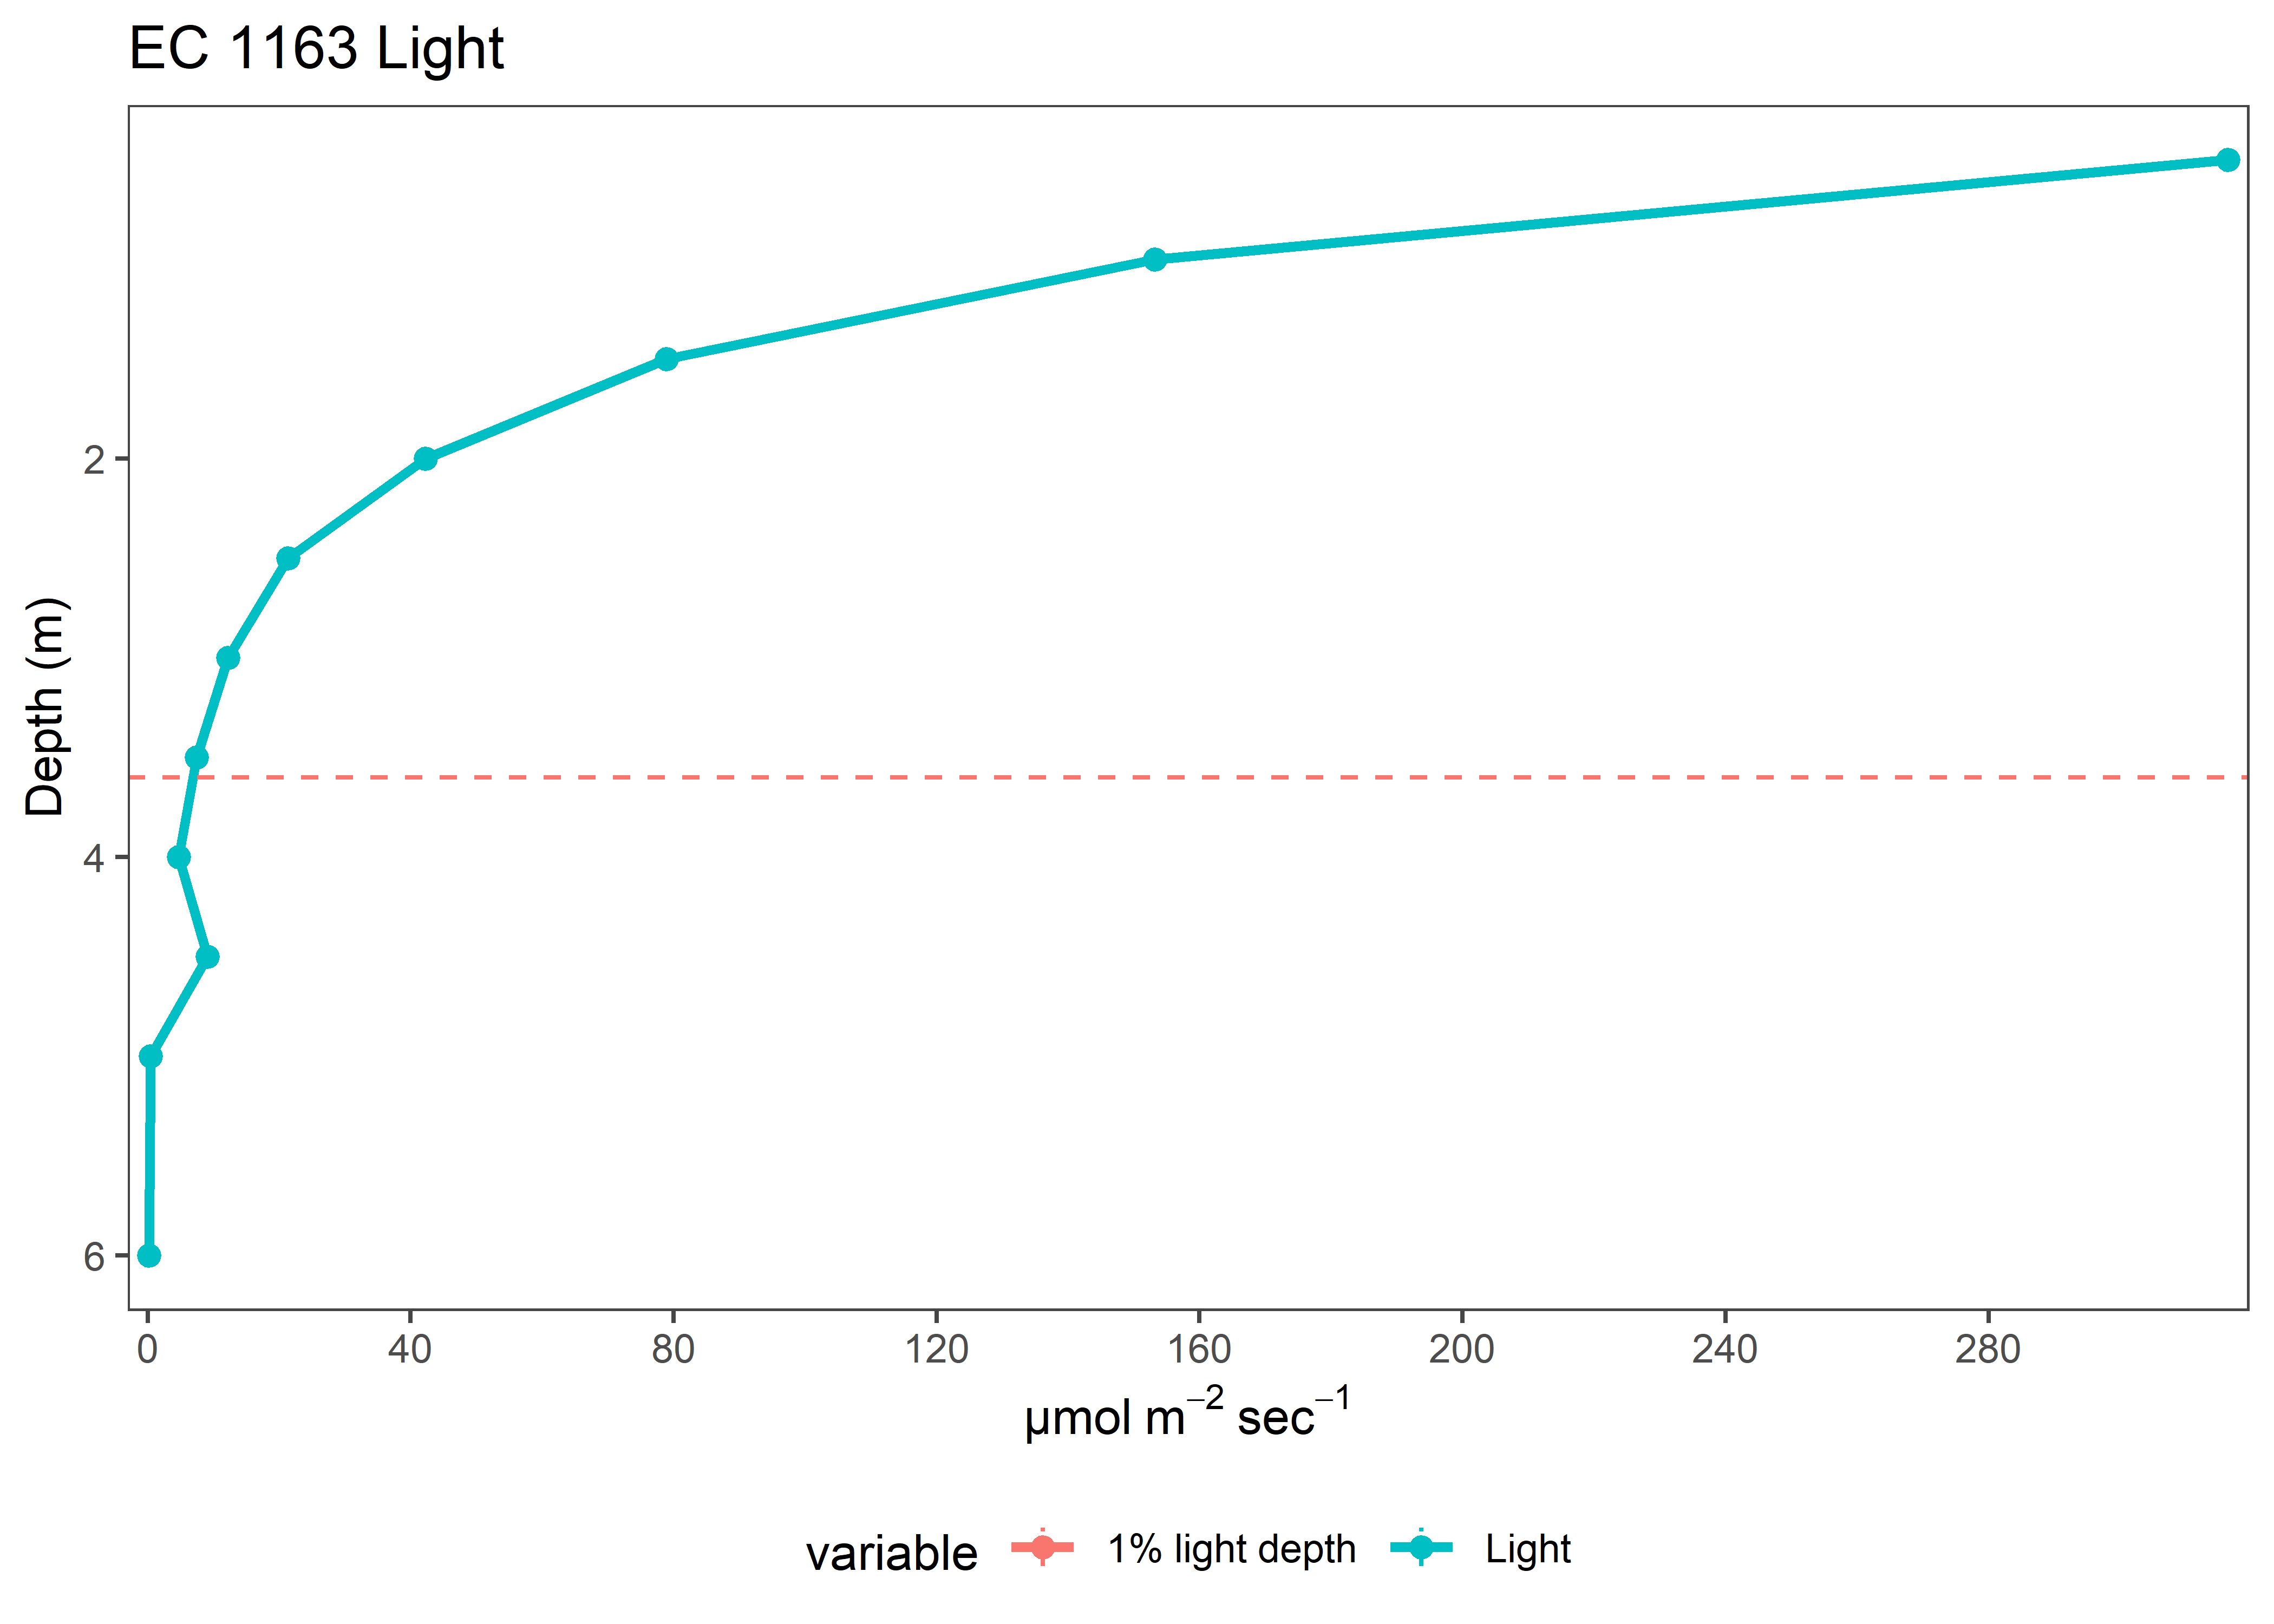 EC 1163 Light
Depth (m)
2
4
6
0 40 80 120 160 200 240 280
µmol m⁻² sec⁻¹
variable 1% light depth Light